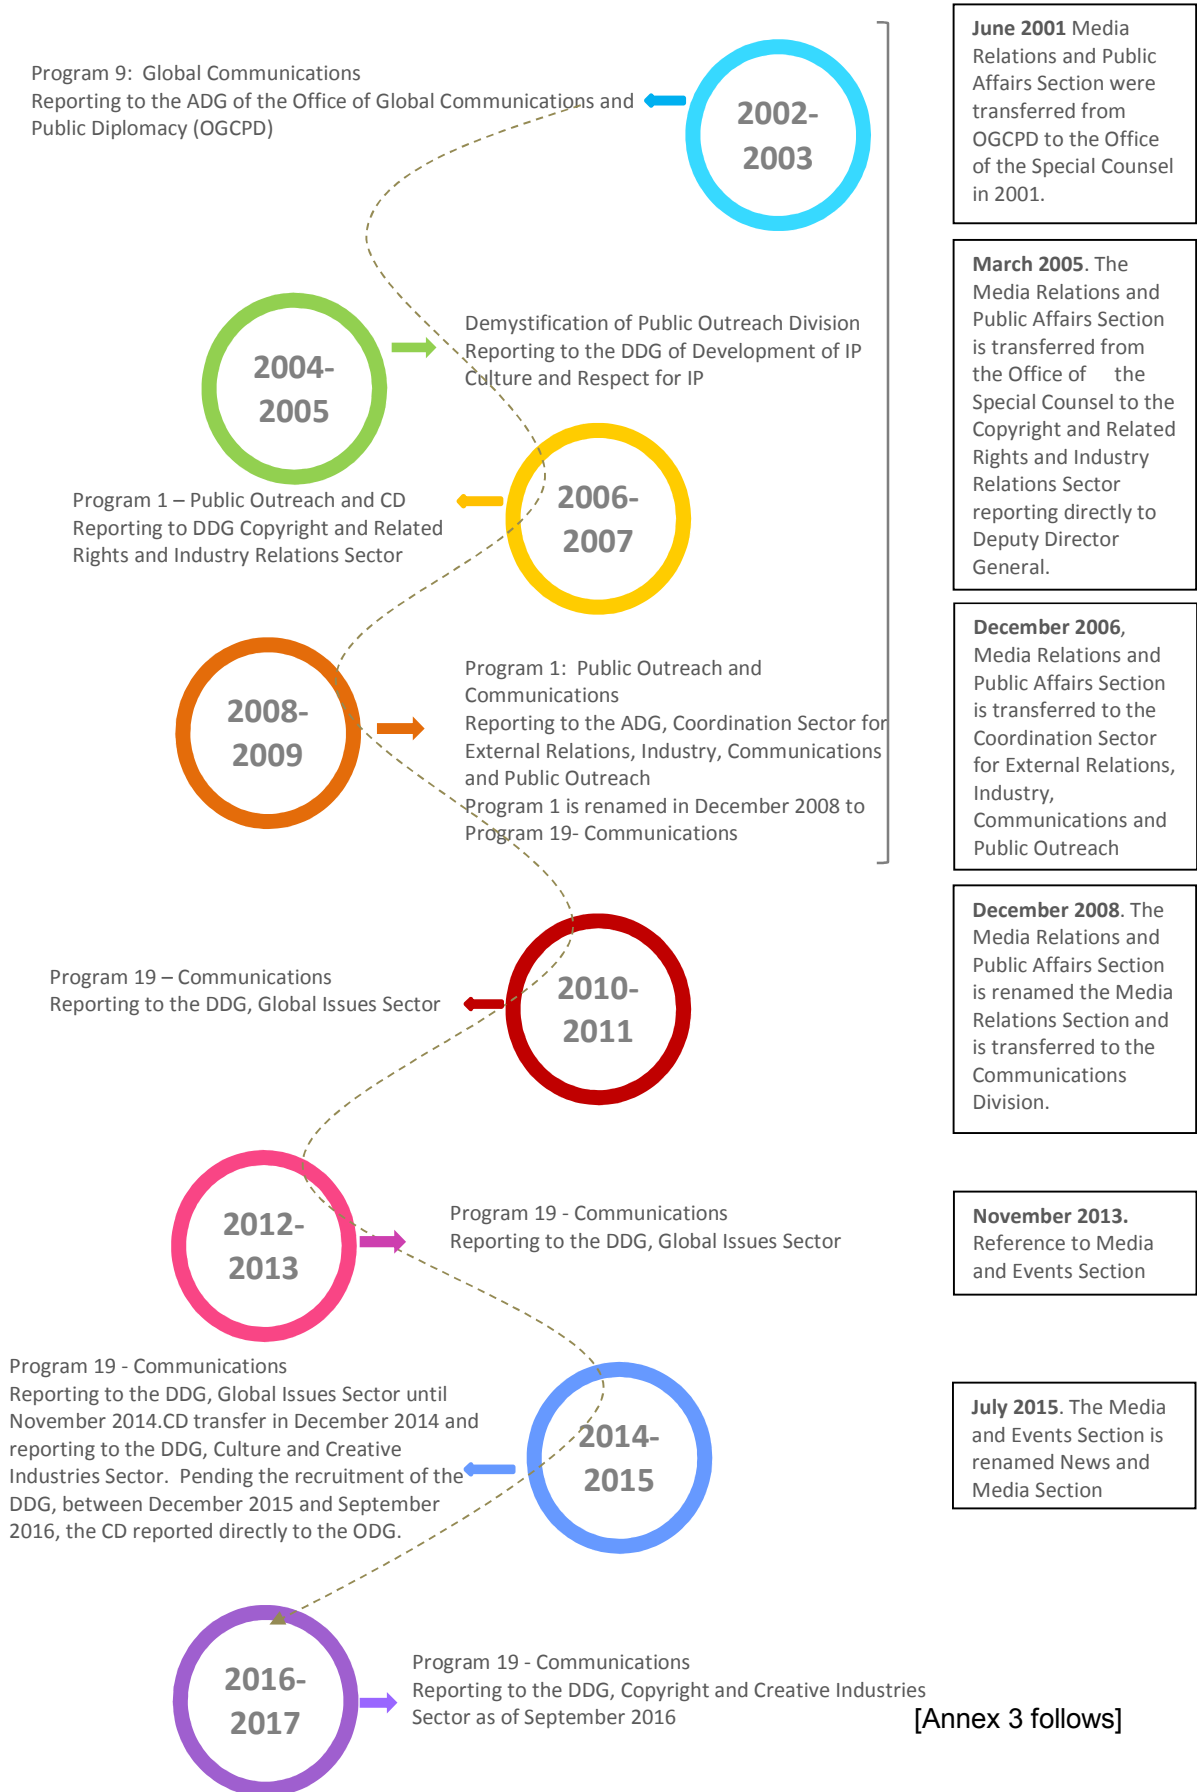 Program 9:  Global Communications
Reporting to the ADG of the Office of Global Communications and
Public Diplomacy (OGCPD)
2002-
2003
June 2001 Media
Relations and Public
Affairs Section were
transferred from
OGCPD to the Office
of the Special Counsel
in 2001.
2004-
2005
Demystification of Public Outreach Division
Reporting to the DDG of Development of IP
Culture and Respect for IP
March 2005. The
Media Relations and
Public Affairs Section
is transferred from
the Office of    the
Special Counsel to the
Copyright and Related
Rights and Industry
Relations Sector
reporting directly to
Deputy Director
General.
Program 1 – Public Outreach and CD
Reporting to DDG Copyright and Related
Rights and Industry Relations Sector
2006-
2007
2008-
2009
Program 1:  Public Outreach and
Communications
Reporting to the ADG, Coordination Sector for
External Relations, Industry, Communications
and Public Outreach
Program 1 is renamed in December 2008 to
Program 19- Communications
December 2006,
Media Relations and
Public Affairs Section
is transferred to the
Coordination Sector
for External Relations,
Industry,
Communications and
Public Outreach
Program 19 – Communications
Reporting to the DDG, Global Issues Sector
2010-
2011
December 2008. The
Media Relations and
Public Affairs Section
is renamed the Media
Relations Section and
is transferred to the
Communications
Division.
2012-
2013
Program 19 - Communications
Reporting to the DDG, Global Issues Sector
November 2013.
Reference to Media
and Events Section
Program 19 - Communications
Reporting to the DDG, Global Issues Sector until
November 2014.CD transfer in December 2014 and
reporting to the DDG, Culture and Creative
Industries Sector.  Pending the recruitment of the
DDG, between December 2015 and September
2016, the CD reported directly to the ODG.
2014-
2015
July 2015. The Media
and Events Section is
renamed News and
Media Section
2016-
2017
Program 19 - Communications
Reporting to the DDG, Copyright and Creative Industries
Sector as of September 2016
[Annex 3 follows]